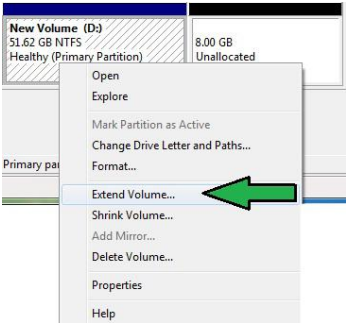 New Volume (D:)
51.62 GB NTFS
Healthy (Primary Partition)
8.00 GB
Unallocated
Open
Explore
Mark Partition as Active
Change Drive Letter and Paths...
Format...
Primary par
Extend Volume...
Shrink Volume...
Add Mirror...
Delete Volume...
Properties
Help